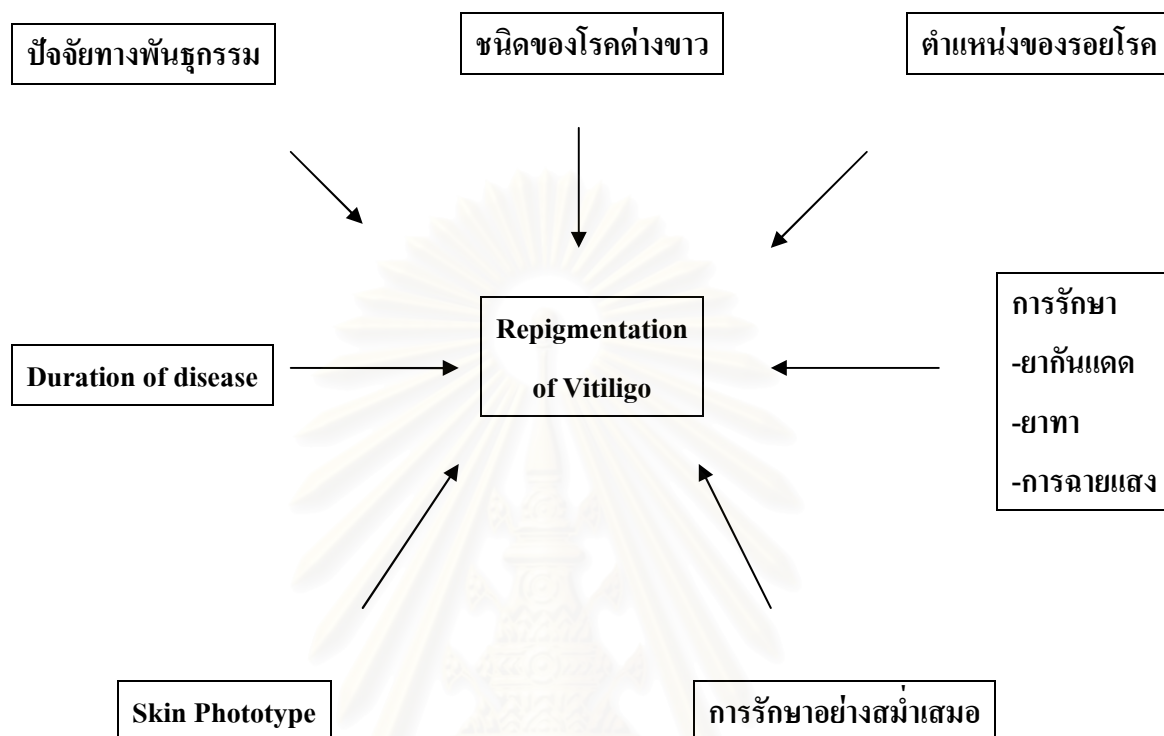 ปัจจัยทางพันธุกรรม
ชนิดของโรคด่างขาว
ตำแหน่งของรอยโรค
Repigmentation
of Vitiligo
การรักษา
-ยากันแดด
-ยาทา
-การฉายแสง
Duration of disease
Skin Phototype
การรักษาอย่างสม่ำเสมอ